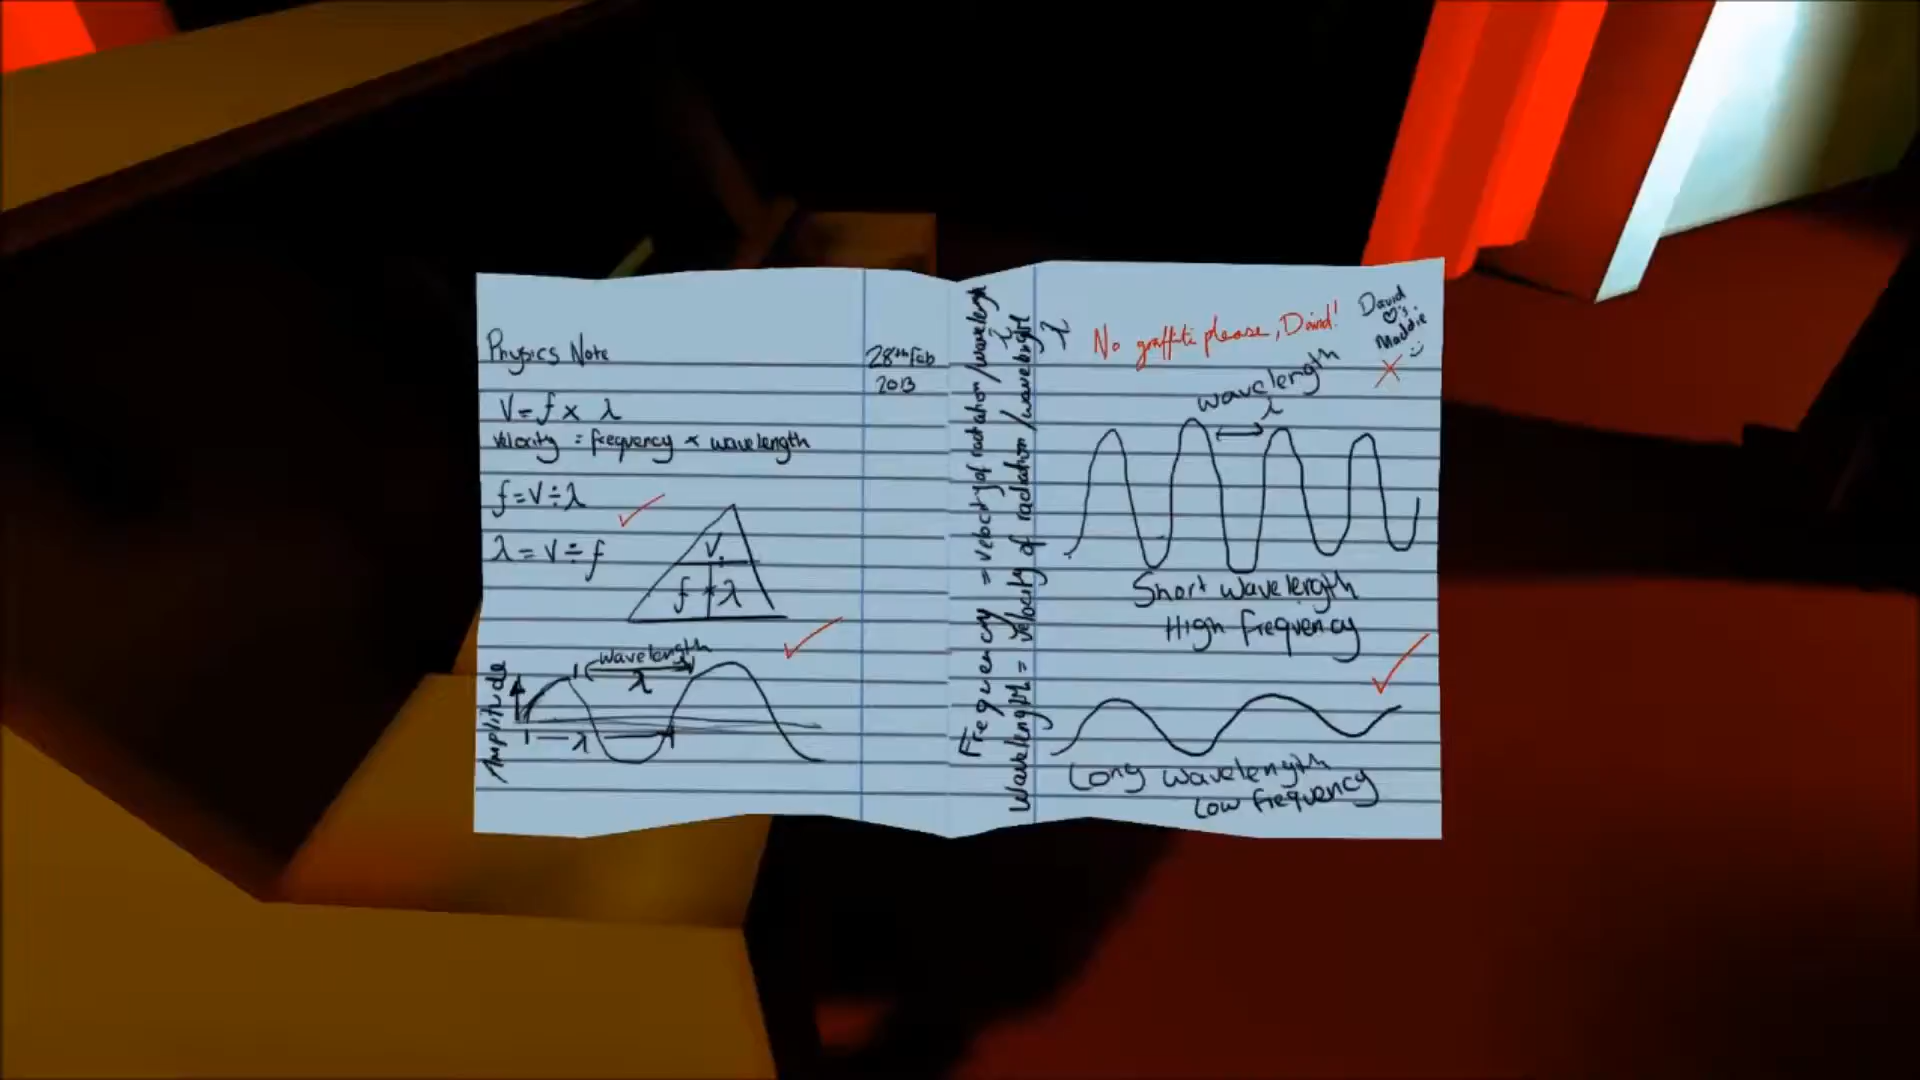 Physics Note
28th Feb
2013
V = f x λ
velocity = frequency x wavelength
f = V ÷ λ
λ = V ÷ f
V
f * λ
wavelength
λ
Amplitude
λ
Frequency = velocity of radiation / wavelength
λ
Wavelength = velocity of radiation / wavelength
λ
No graffiti please, David!
David
♡'s
Maddie
:)
wavelength
λ
Short wavelength
High frequency
Long wavelength
Low frequency